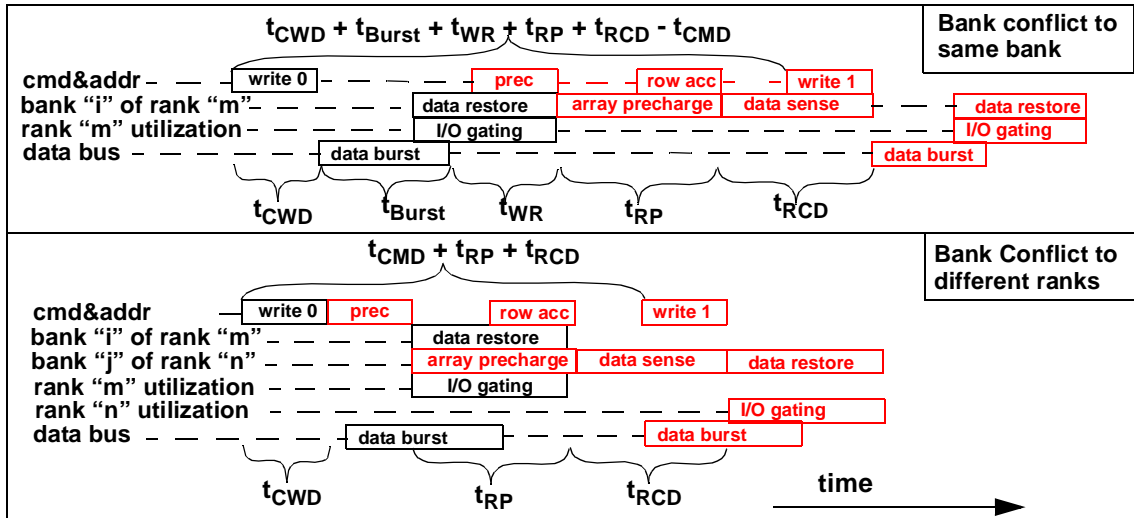 tCWD + tBurst + tWR + tRP + tRCD - tCMD
Bank conflict to
same bank
cmd&addr write 0 prec row acc write 1
bank “i” of rank “m” data restore array precharge data sense data restore
rank “m” utilization I/O gating I/O gating
data bus data burst data burst
tCWD tBurst tWR tRP tRCD
tCMD + tRP + tRCD
Bank Conflict to
different ranks
cmd&addr write 0 prec row acc write 1
bank “i” of rank “m” data restore
bank “j” of rank “n” array precharge data sense data restore
rank “m” utilization I/O gating
rank “n” utilization I/O gating
data bus data burst data burst
tCWD tRP tRCD time